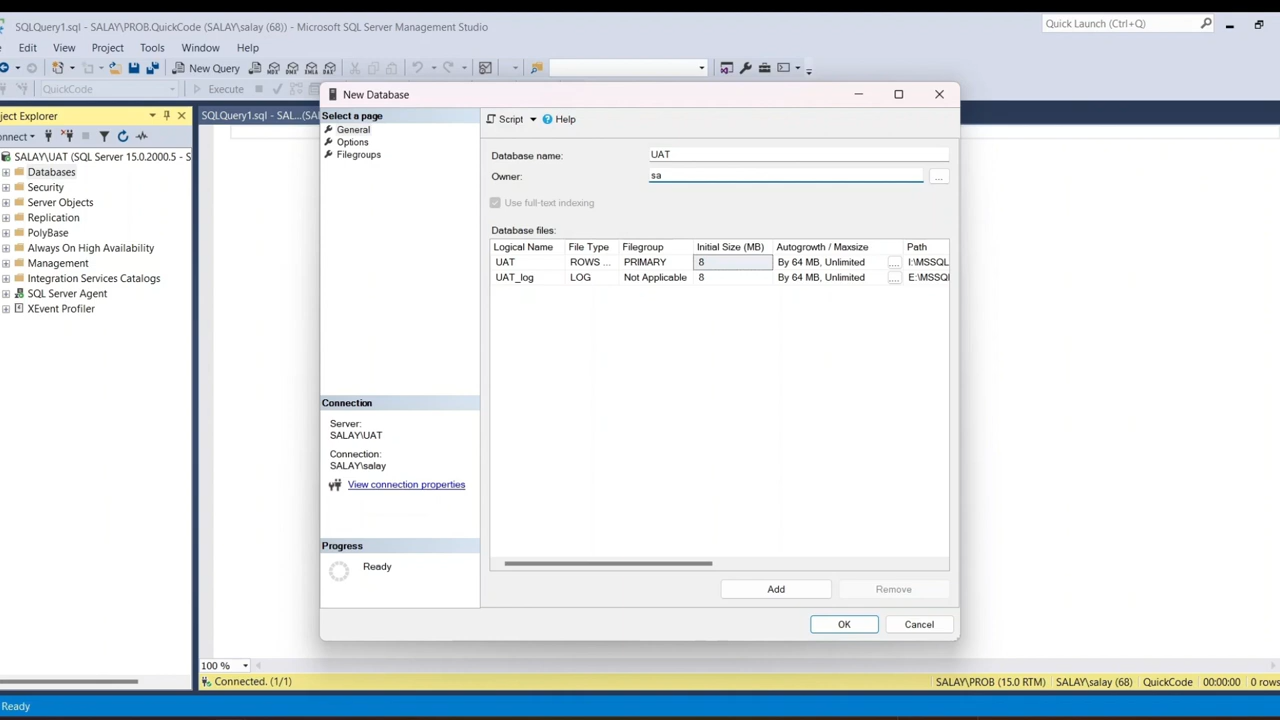 SQLQuery1.sql - SALAY\PROB.QuickCode (SALAY\salay (68)) - Microsoft SQL Server Management Studio
Quick Launch (Ctrl+Q)
Edit View Project Tools Window Help
New Query
MDX DMX XMLA DAX
QuickCode
Execute
New Database
SQLQuery1.sql - SAL...(SA
ject Explorer
onnect
SALAY\UAT (SQL Server 15.0.2000.5 - S
Databases
Security
Server Objects
Replication
PolyBase
Always On High Availability
Management
Integration Services Catalogs
SQL Server Agent
XEvent Profiler
Select a page
General
Options
Filegroups
Script
Help
Database name: UAT
Owner: sa
...
Use full-text indexing
Database files:
Logical Name File Type Filegroup Initial Size (MB) Autogrowth / Maxsize Path
UAT ROWS ... PRIMARY 8 By 64 MB, Unlimited ... I:\MSSQL
UAT_log LOG Not Applicable 8 By 64 MB, Unlimited ... E:\MSSQL
Connection
Server:
SALAY\UAT
Connection:
SALAY\salay
View connection properties
Progress
Ready
Add Remove
OK Cancel
100 %
Connected. (1/1)
SALAY\PROB (15.0 RTM) SALAY\salay (68) QuickCode 00:00:00 0 rows
Ready